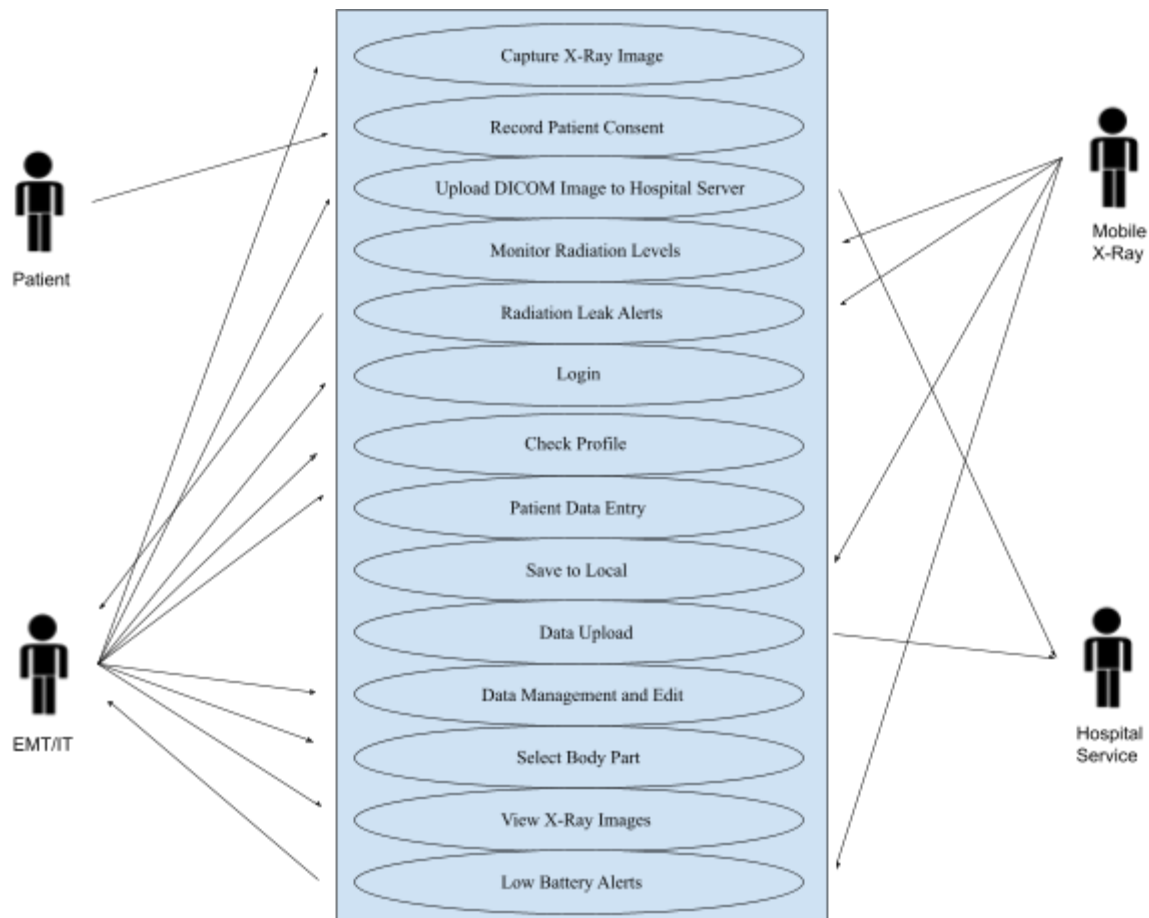 Capture X-Ray Image
Record Patient Consent
Upload DICOM Image to Hospital Server
Monitor Radiation Levels
Radiation Leak Alerts
Login
Check Profile
Patient Data Entry
Save to Local
Data Upload
Data Management and Edit
Select Body Part
View X-Ray Images
Low Battery Alerts
Patient
EMT/IT
Mobile
X-Ray
Hospital
Service